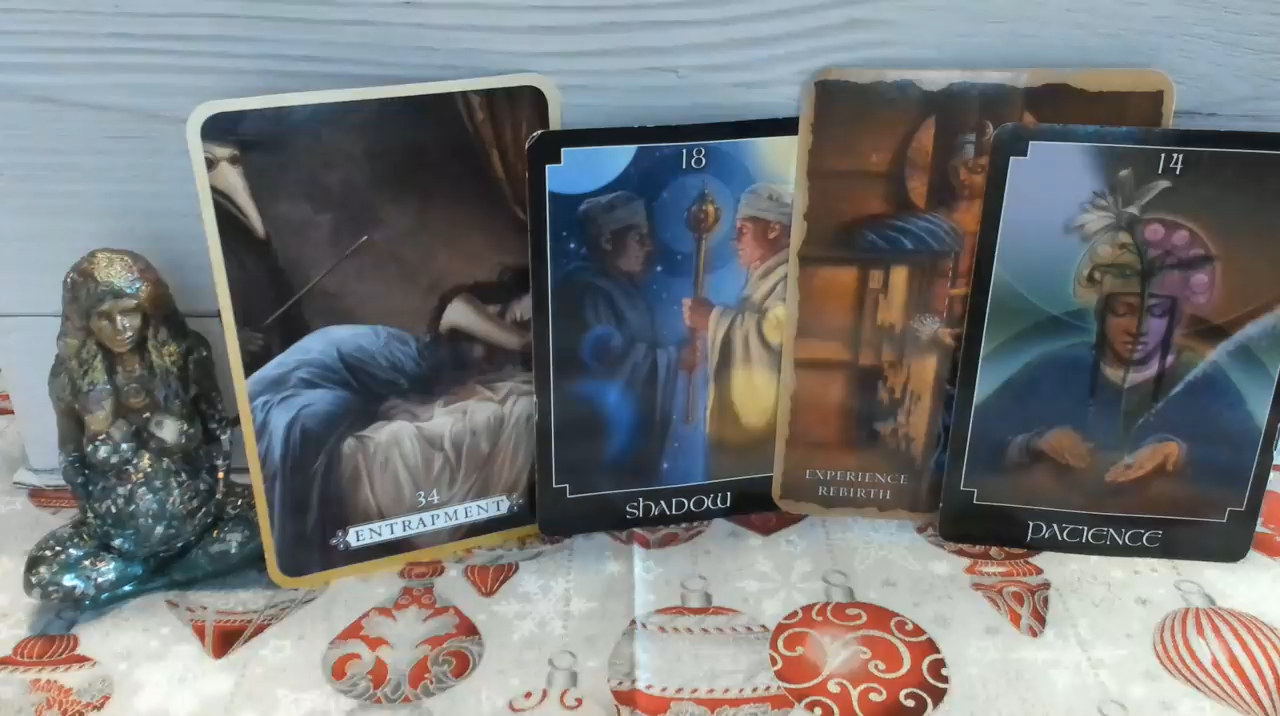 34
ENTRAPMENT
18
SHADOW
EXPERIENCE
REBIRTH
14
PATIENCE